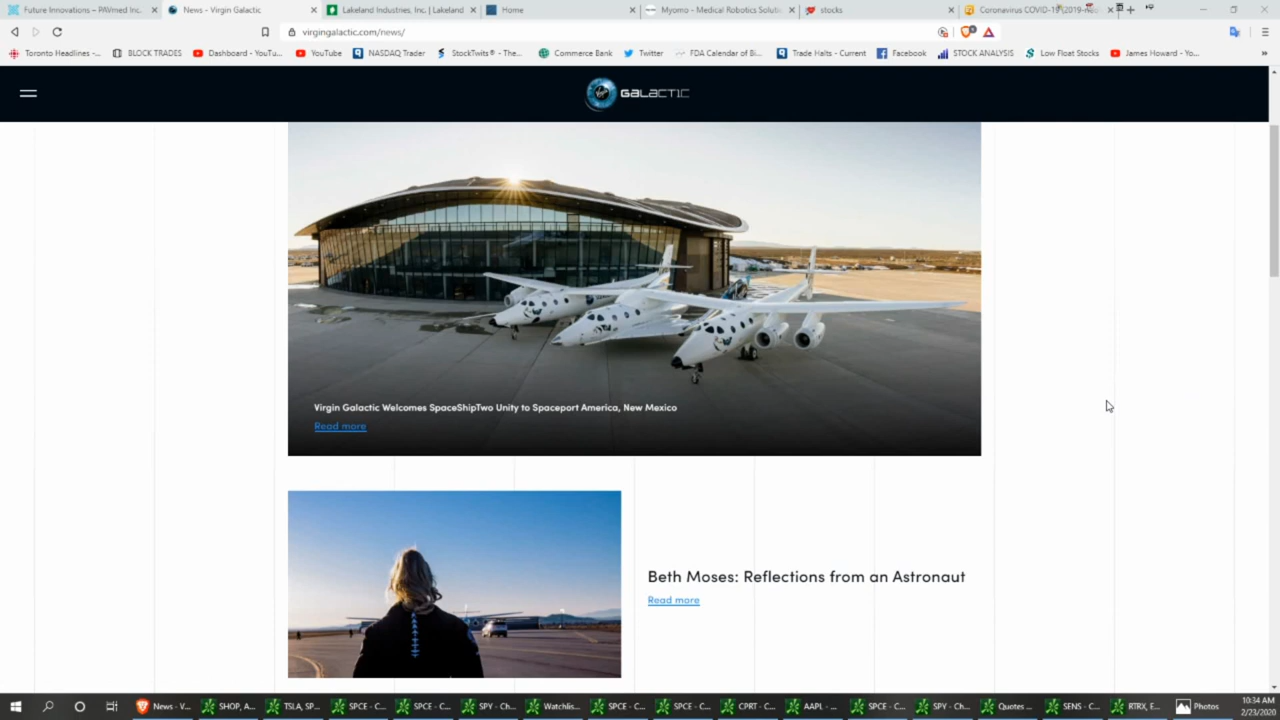 Future Innovations – PAVmed Inc.
News - Virgin Galactic
Lakeland Industries, Inc. | Lakeland
Home
Myomo - Medical Robotics Soluti
stocks
Coronavirus COVID-19 (2019-nCo
virgingalactic.com/news/
Toronto Headlines -...
BLOCK TRADES
Dashboard - YouTu...
YouTube
NASDAQ Trader
StockTwits® - The...
Commerce Bank
Twitter
FDA Calendar of Bi...
Trade Halts - Current
Facebook
STOCK ANALYSIS
Low Float Stocks
James Howard - Yo...
»
GALACTIC
Virgin Galactic Welcomes SpaceShipTwo Unity to Spaceport America, New Mexico
Read more
Beth Moses: Reflections from an Astronaut
Read more
News - V...
SHOP, A...
TSLA, SP...
SPCE - C...
SPCE - C...
SPY - Ch...
Watchlis...
SPCE - C...
SPCE - C...
CPRT - C...
AAPL - ...
SPCE - C...
SPY - Ch...
Quotes ...
SENS - C...
RTRX, E...
Photos
10:34 AM
2/23/2020